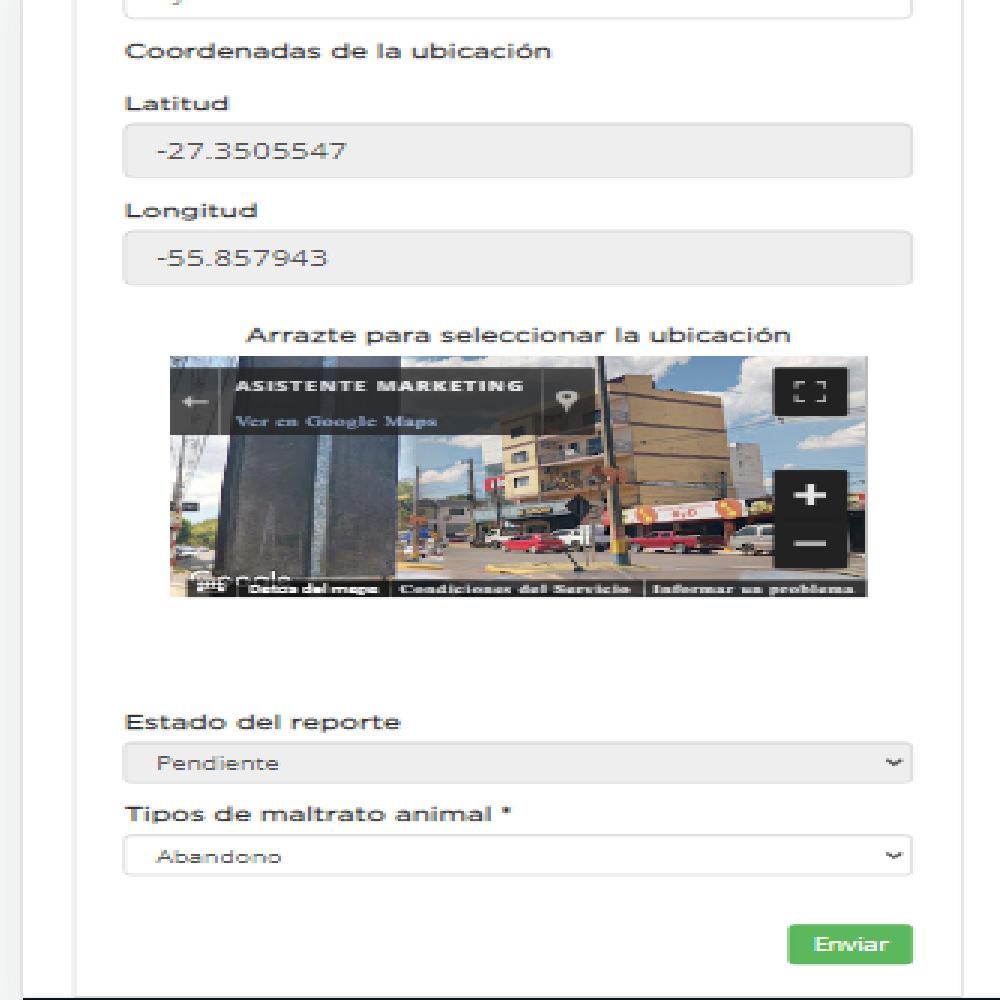 Coordenadas de la ubicación
Latitud
-27.3505547
Longitud
-55.857943
Arrazte para seleccionar la ubicación
ASISTENTE MARKETING
Ver en Google Maps
Google
Datos del mapa
Condiciones del Servicio
Informar un problema
Estado del reporte
Pendiente
Tipos de maltrato animal *
Abandono
Enviar